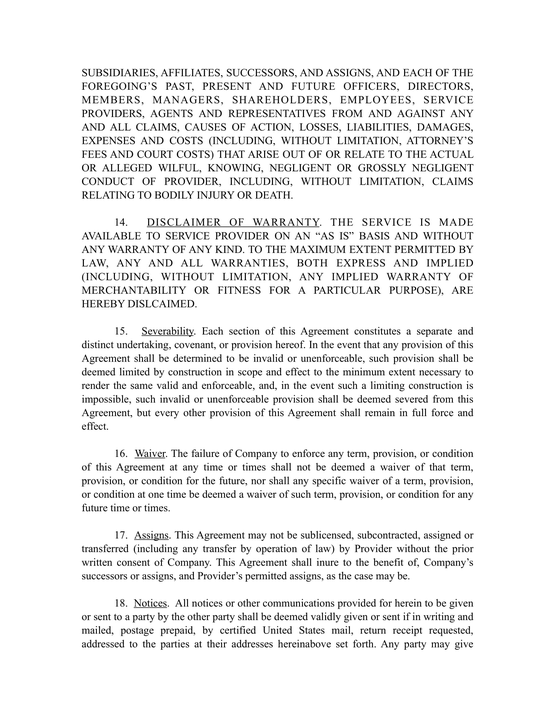 SUBSIDIARIES, AFFILIATES, SUCCESSORS, AND ASSIGNS, AND EACH OF THE
FOREGOING’S PAST, PRESENT AND FUTURE OFFICERS, DIRECTORS,
MEMBERS, MANAGERS, SHAREHOLDERS, EMPLOYEES, SERVICE
PROVIDERS, AGENTS AND REPRESENTATIVES FROM AND AGAINST ANY
AND ALL CLAIMS, CAUSES OF ACTION, LOSSES, LIABILITIES, DAMAGES,
EXPENSES AND COSTS (INCLUDING, WITHOUT LIMITATION, ATTORNEY’S
FEES AND COURT COSTS) THAT ARISE OUT OF OR RELATE TO THE ACTUAL
OR ALLEGED WILFUL, KNOWING, NEGLIGENT OR GROSSLY NEGLIGENT
CONDUCT OF PROVIDER, INCLUDING, WITHOUT LIMITATION, CLAIMS
RELATING TO BODILY INJURY OR DEATH.
14. DISCLAIMER OF WARRANTY. THE SERVICE IS MADE
AVAILABLE TO SERVICE PROVIDER ON AN “AS IS” BASIS AND WITHOUT
ANY WARRANTY OF ANY KIND. TO THE MAXIMUM EXTENT PERMITTED BY
LAW, ANY AND ALL WARRANTIES, BOTH EXPRESS AND IMPLIED
(INCLUDING, WITHOUT LIMITATION, ANY IMPLIED WARRANTY OF
MERCHANTABILITY OR FITNESS FOR A PARTICULAR PURPOSE), ARE
HEREBY DISLCAIMED.
15. Severability. Each section of this Agreement constitutes a separate and
distinct undertaking, covenant, or provision hereof. In the event that any provision of this
Agreement shall be determined to be invalid or unenforceable, such provision shall be
deemed limited by construction in scope and effect to the minimum extent necessary to
render the same valid and enforceable, and, in the event such a limiting construction is
impossible, such invalid or unenforceable provision shall be deemed severed from this
Agreement, but every other provision of this Agreement shall remain in full force and
effect.
16. Waiver. The failure of Company to enforce any term, provision, or condition
of this Agreement at any time or times shall not be deemed a waiver of that term,
provision, or condition for the future, nor shall any specific waiver of a term, provision,
or condition at one time be deemed a waiver of such term, provision, or condition for any
future time or times.
17. Assigns. This Agreement may not be sublicensed, subcontracted, assigned or
transferred (including any transfer by operation of law) by Provider without the prior
written consent of Company. This Agreement shall inure to the benefit of, Company’s
successors or assigns, and Provider’s permitted assigns, as the case may be.
18. Notices. All notices or other communications provided for herein to be given
or sent to a party by the other party shall be deemed validly given or sent if in writing and
mailed, postage prepaid, by certified United States mail, return receipt requested,
addressed to the parties at their addresses hereinabove set forth. Any party may give